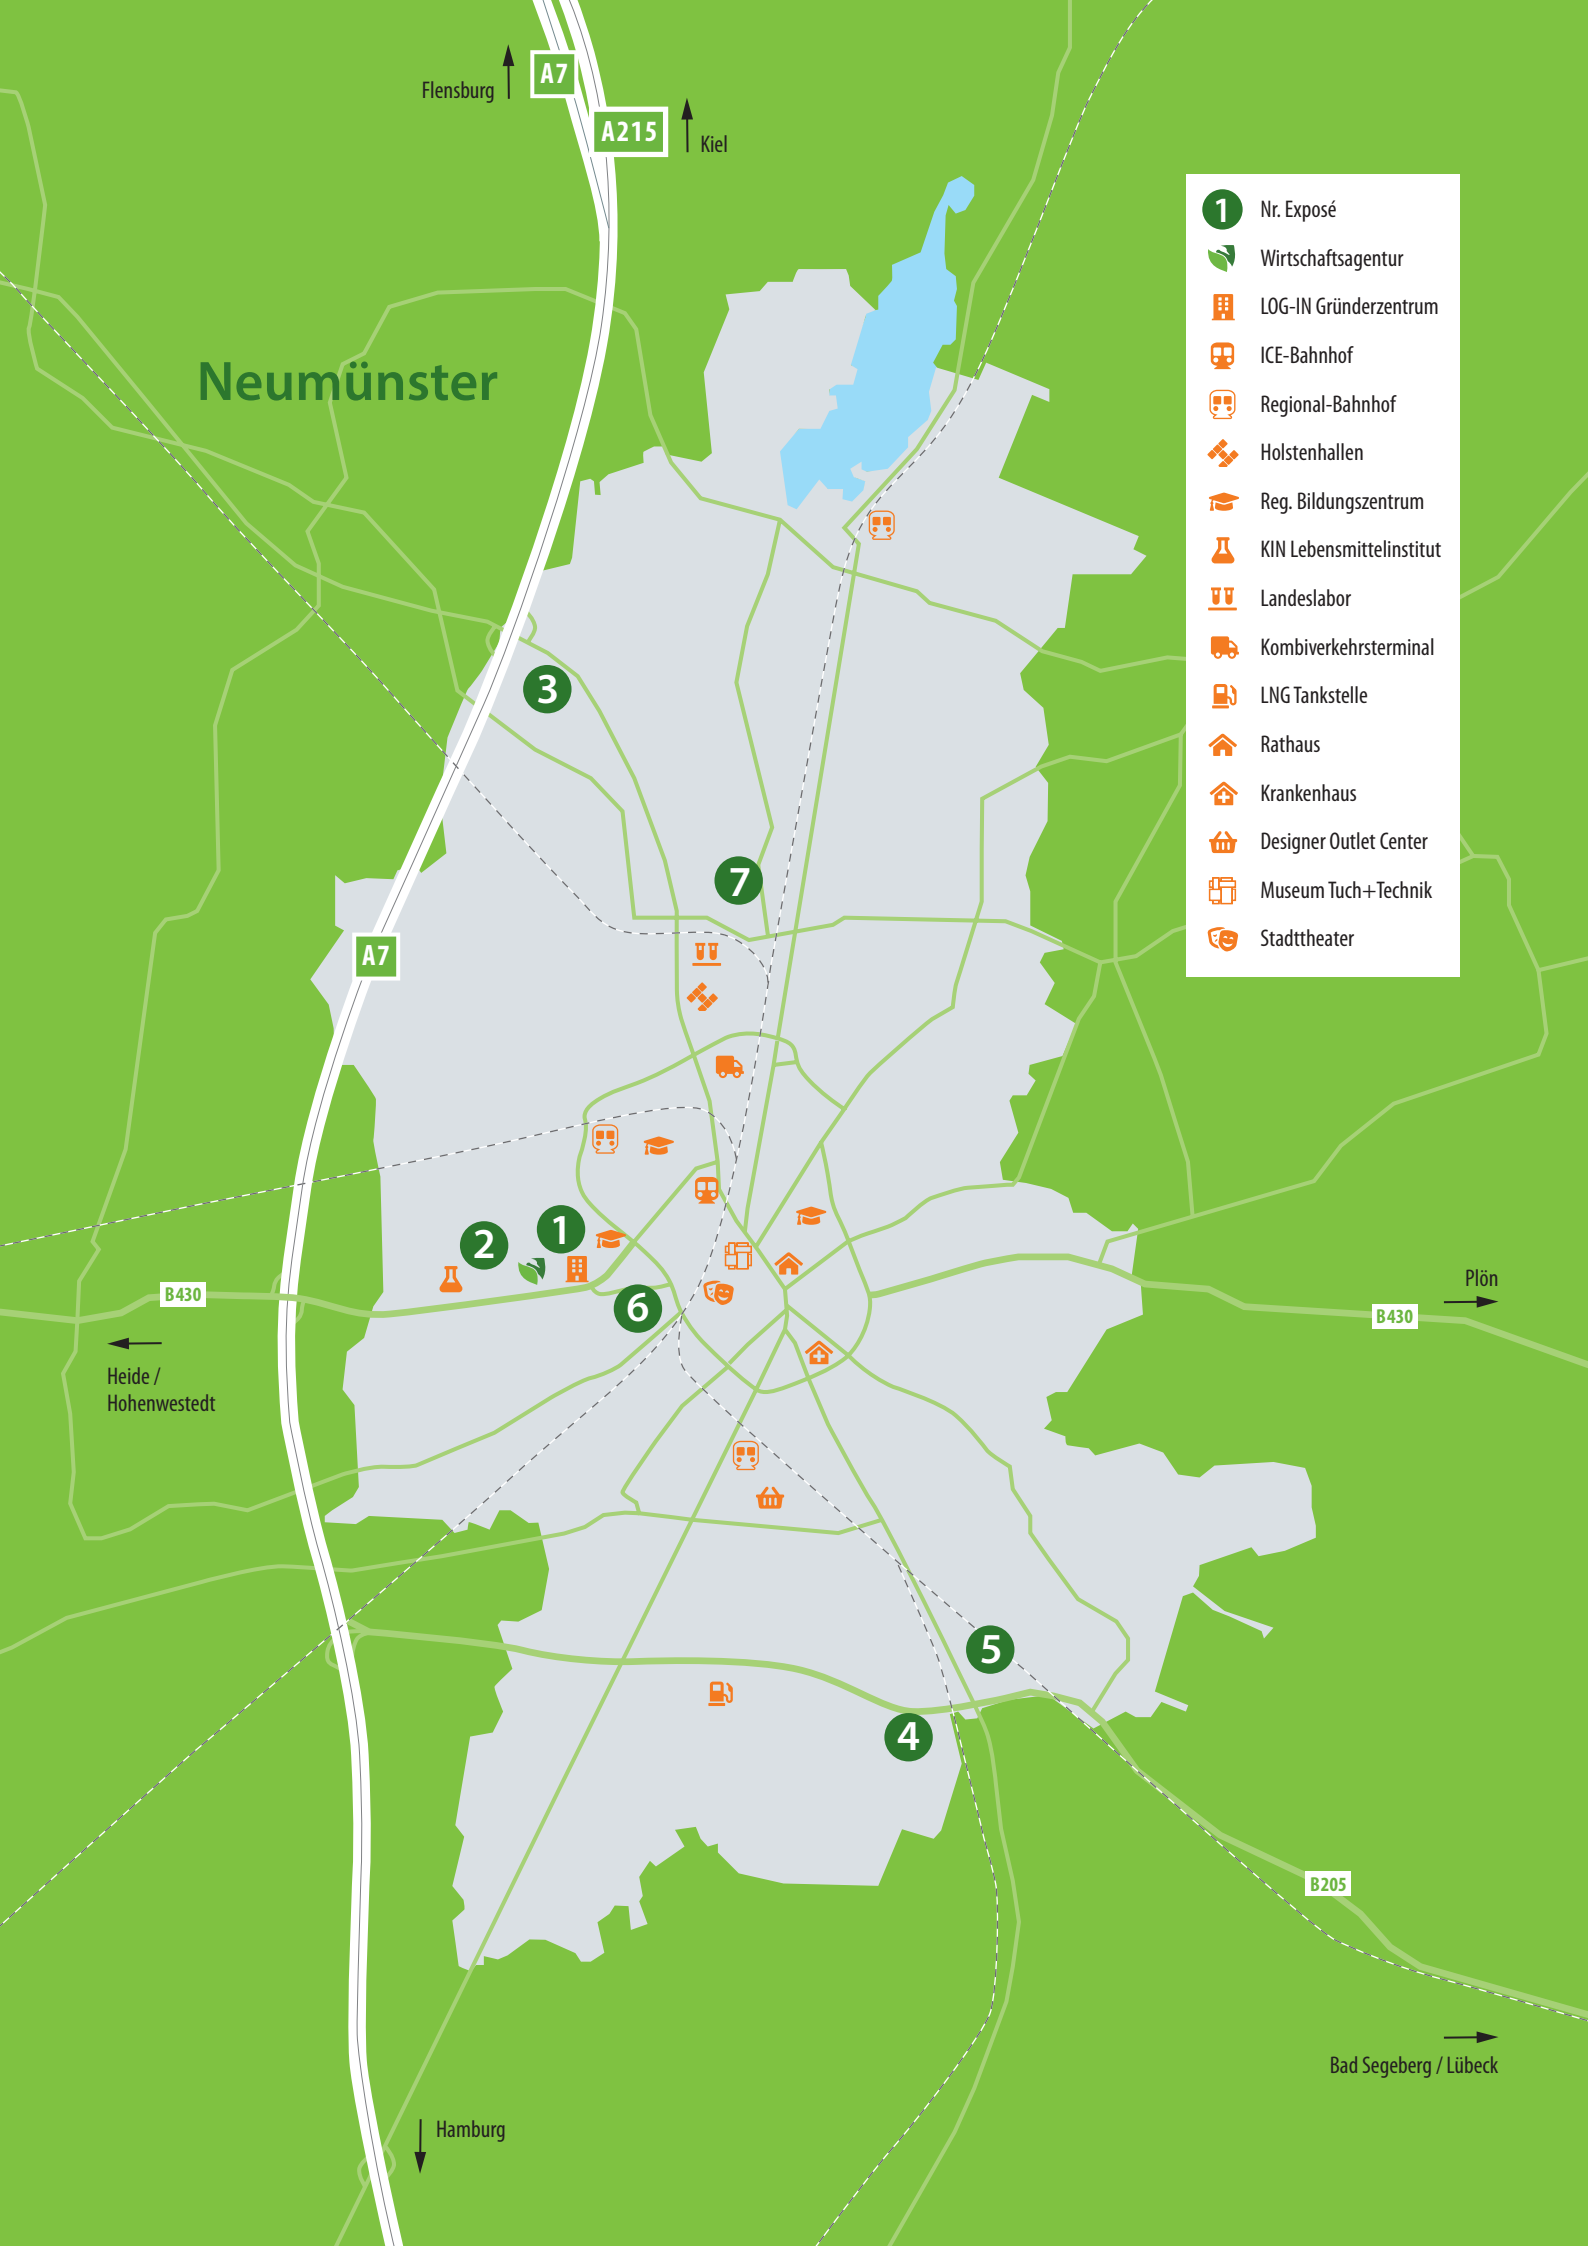 A7
Flensburg
A215
Kiel
1
Nr. Exposé
Wirtschaftsagentur
LOG-IN Gründerzentrum
ICE-Bahnhof
Regional-Bahnhof
Holstenhallen
Reg. Bildungszentrum
KIN Lebensmittelinstitut
Landeslabor
Kombiverkehrsterminal
LNG Tankstelle
Rathaus
Krankenhaus
Designer Outlet Center
Museum Tuch+Technik
Stadttheater
Neumünster
3
7
A7
1
2
6
B430
Plön
B430
Heide /
Hohenwestedt
5
4
B205
Bad Segeberg / Lübeck
Hamburg